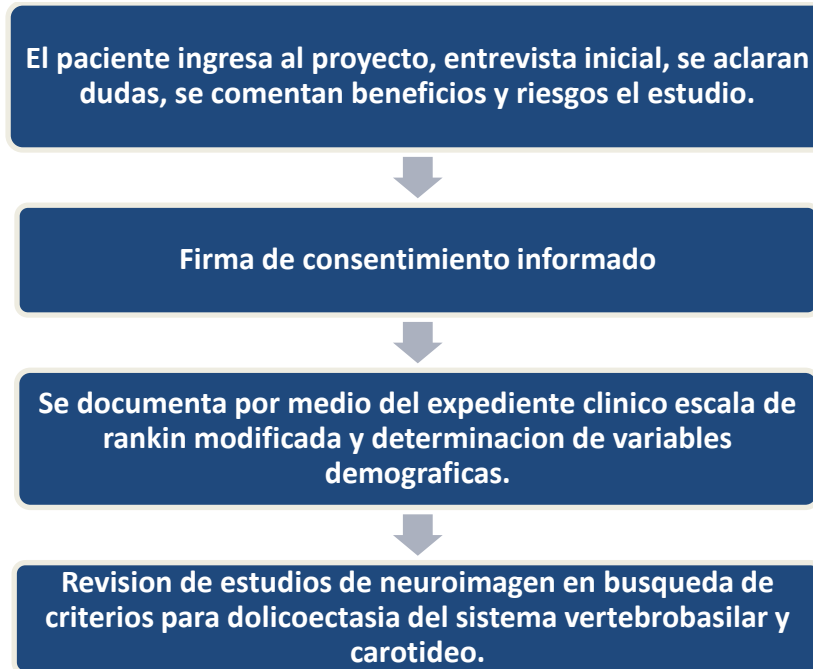 El paciente ingresa al proyecto, entrevista inicial, se aclaran
dudas, se comentan beneficios y riesgos el estudio.
Firma de consentimiento informado
Se documenta por medio del expediente clinico escala de
rankin modificada y determinacion de variables
demograficas.
Revision de estudios de neuroimagen en busqueda de
criterios para dolicoectasia del sistema vertebrobasilar y
carotideo.